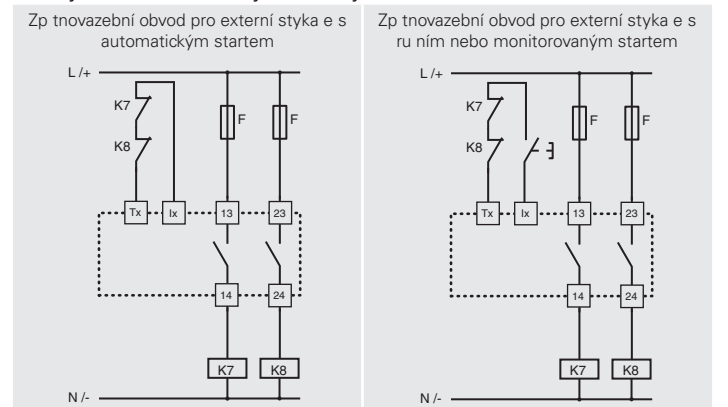 Zp tnovazební obvod pro externí styka e s
automatickým startem
L /+
K7
K8
F
F
Tx
Ix
13
23
14
24
K7
K8
N /-
Zp tnovazební obvod pro externí styka e s
ru ním nebo monitorovaným startem
L /+
K7
K8
F
F
Tx
Ix
13
23
14
24
K7
K8
N /-